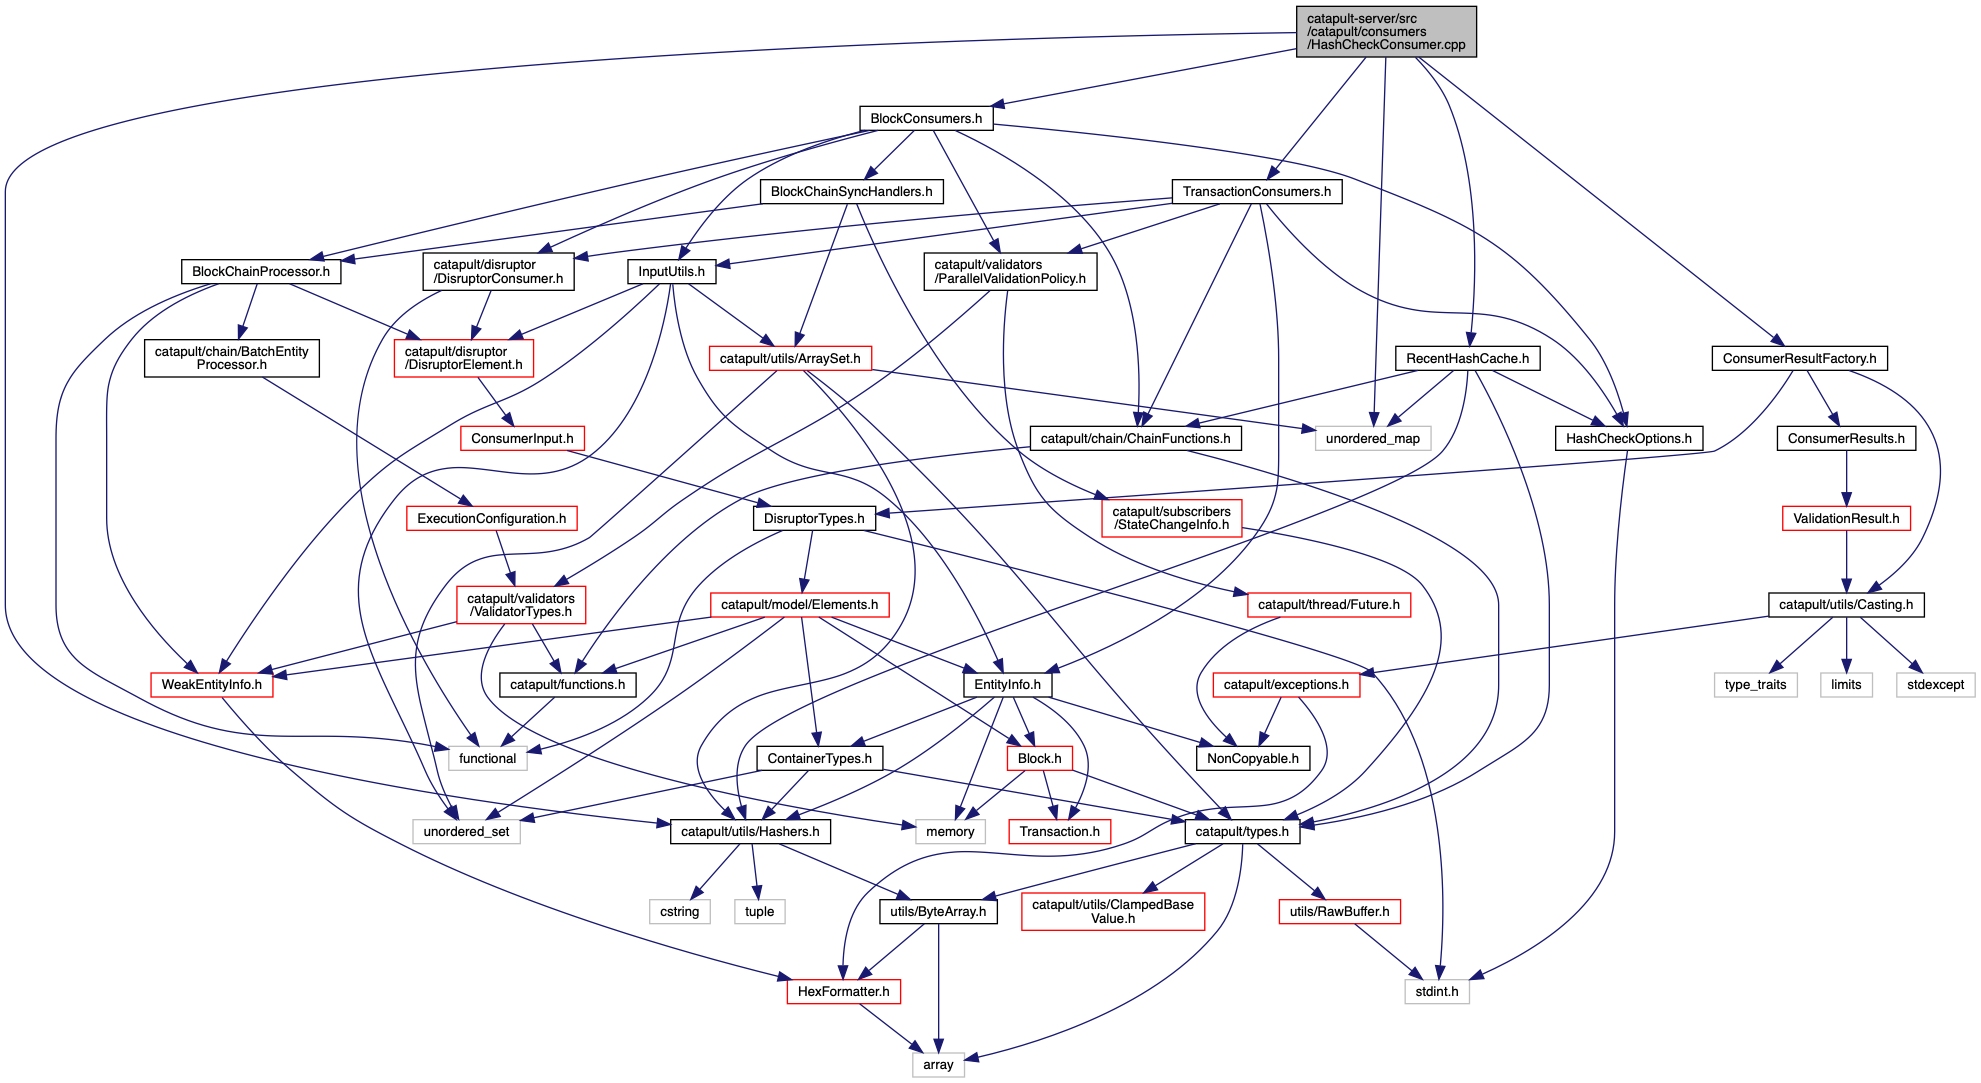 catapult-server/src
/catapult/consumers
/HashCheckConsumer.cpp
BlockConsumers.h
BlockChainSyncHandlers.h
TransactionConsumers.h
BlockChainProcessor.h
catapult/disruptor
/DisruptorConsumer.h
InputUtils.h
catapult/validators
/ParallelValidationPolicy.h
catapult/chain/BatchEntity
Processor.h
catapult/disruptor
/DisruptorElement.h
catapult/utils/ArraySet.h
RecentHashCache.h
ConsumerResultFactory.h
ConsumerInput.h
catapult/chain/ChainFunctions.h
unordered_map
HashCheckOptions.h
ConsumerResults.h
ExecutionConfiguration.h
DisruptorTypes.h
catapult/subscribers
/StateChangeInfo.h
ValidationResult.h
catapult/validators
/ValidatorTypes.h
catapult/model/Elements.h
catapult/thread/Future.h
catapult/utils/Casting.h
WeakEntityInfo.h
catapult/functions.h
EntityInfo.h
catapult/exceptions.h
type_traits
limits
stdexcept
functional
ContainerTypes.h
Block.h
NonCopyable.h
unordered_set
catapult/utils/Hashers.h
memory
Transaction.h
catapult/types.h
cstring
tuple
utils/ByteArray.h
catapult/utils/ClampedBase
Value.h
utils/RawBuffer.h
HexFormatter.h
stdint.h
array